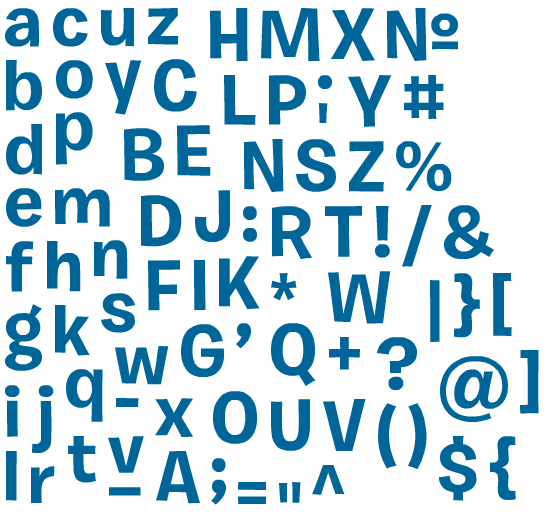 a c u z H M X №
b o y C L P ; Y #
d p B E N S Z %
e m D J : R T ! / &
f h n F I K * W | } [
g k s w G ’ Q + ? @ ]
i j q - x O U V ( )
l r t v _ A ; = " ^ $ {